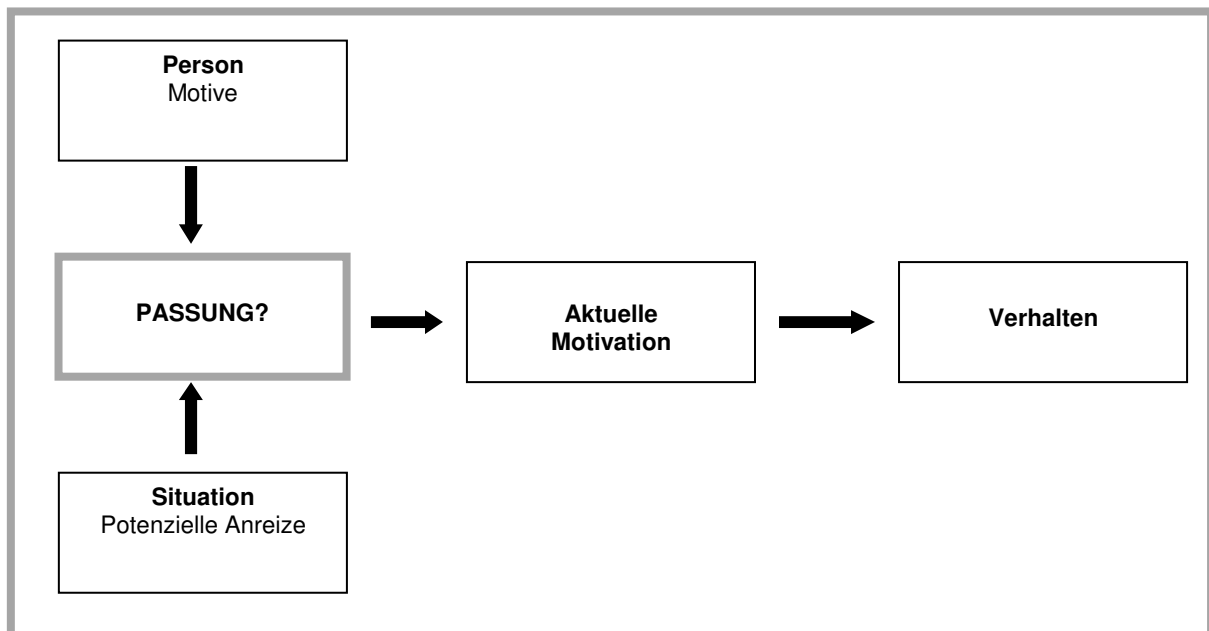 Person
Motive
PASSUNG?
Aktuelle
Motivation
Verhalten
Situation
Potenzielle Anreize